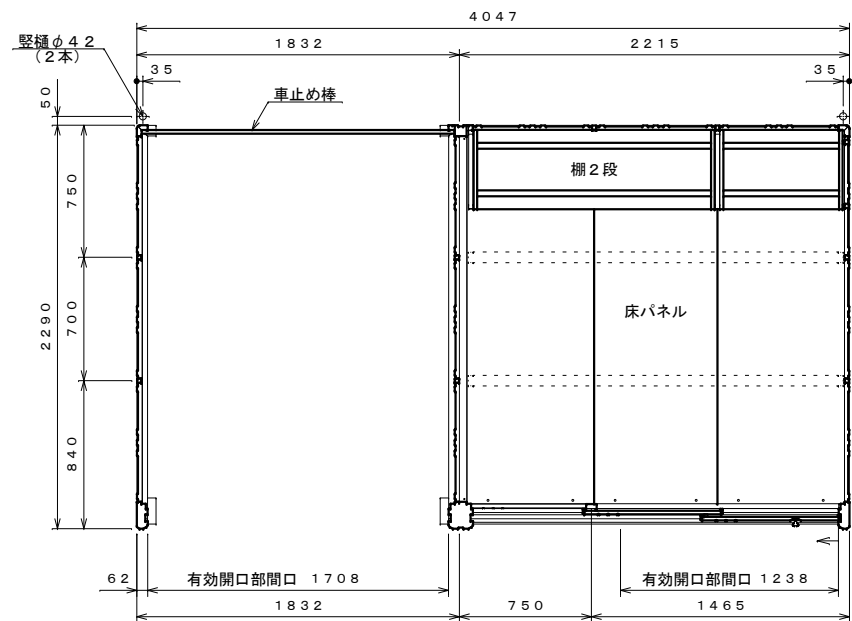 4047
1832
2215
竪樋φ42
(2本)
35
35
50
車止め棒
棚2段
750
700
2290
840
床パネル
62
有効開口部間口 1708
有効開口部間口 1238
1832
750
1465